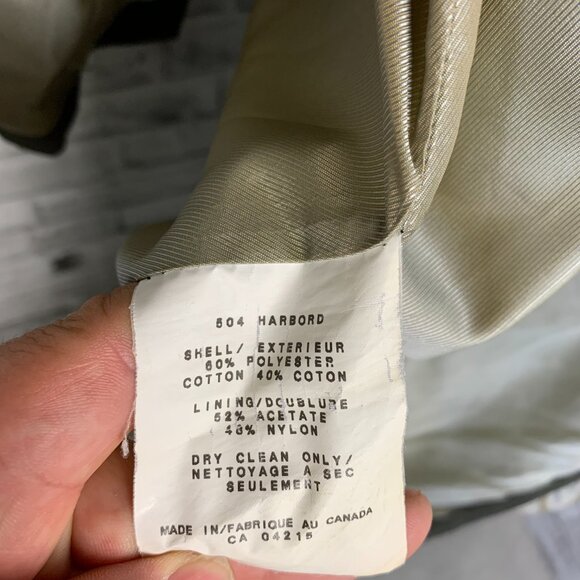 504 HARBORD
SHELL/ EXTERIEUR
60% POLYESTER
COTTON 40% COTON
LINING/DOUBLURE
52% ACETATE
48% NYLON
DRY CLEAN ONLY/
NETTOYAGE A SEC
SEULEMENT
MADE IN/FABRIQUE AU CANADA
CA 04215